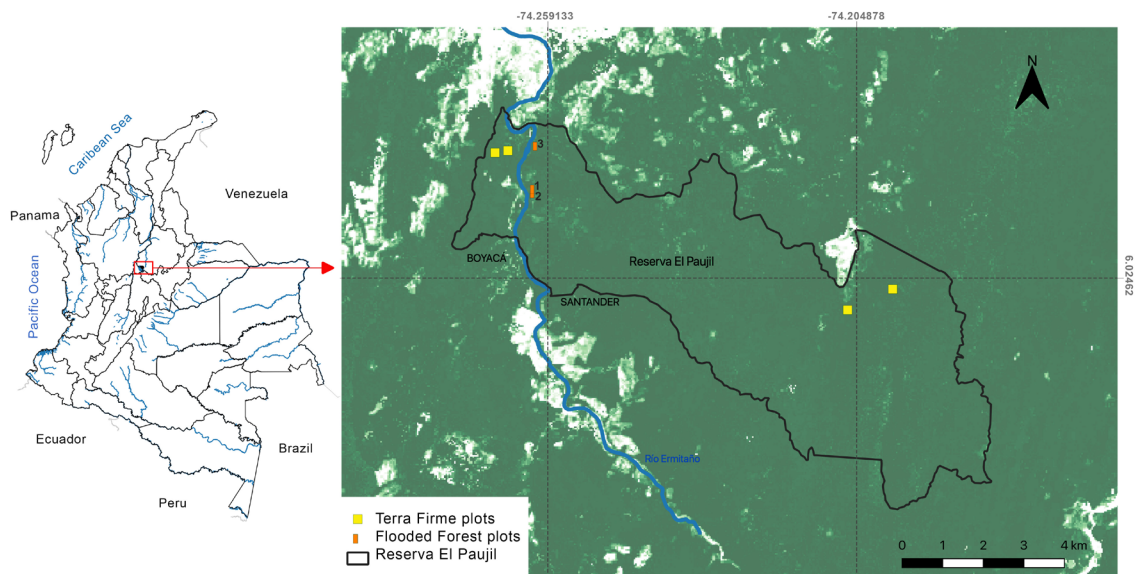 -74.259133
-74.204878
N
Caribean Sea
Venezuela
Panama
Pacific Ocean
Ecuador
Brazil
Peru
3
1
2
BOYACÁ
Reserva El Paujil
SANTANDER
6.02462
Río Ermitaño
Terra Firme plots
Flooded Forest plots
Reserva El Paujil
0 1 2 3 4 km